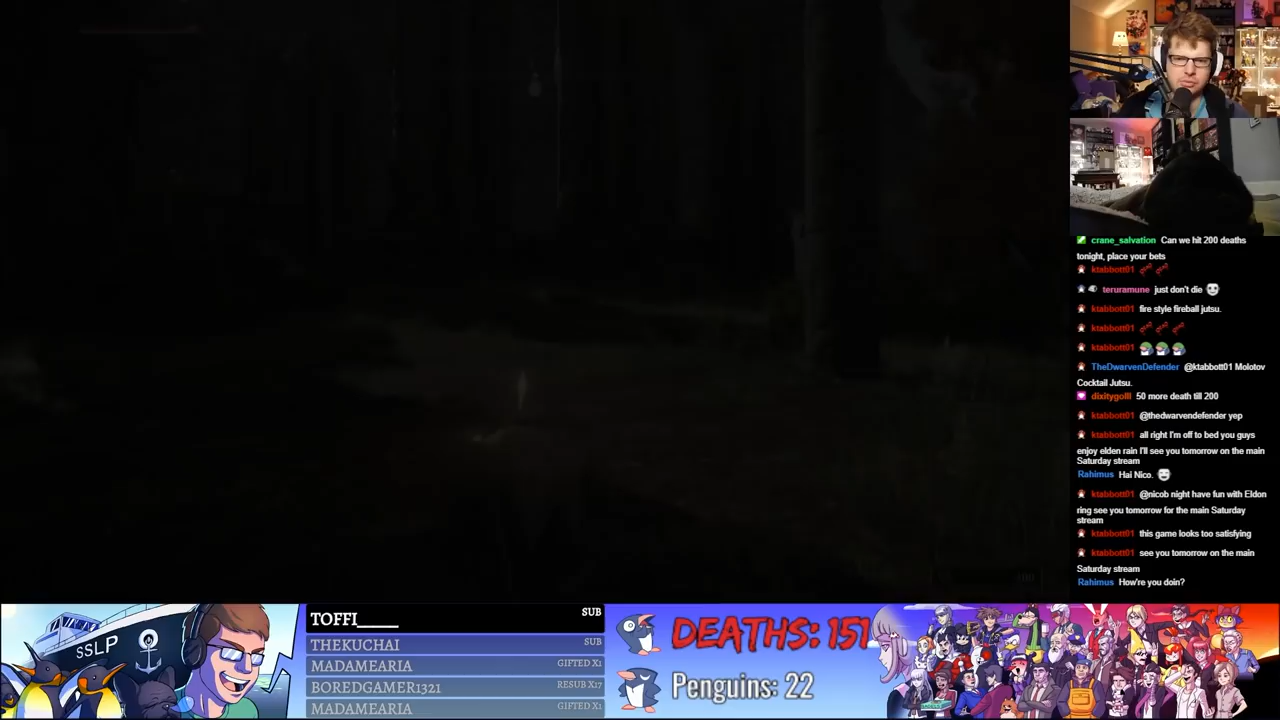 crane_salvation Can we hit 200 deaths
tonight, place your bets
ktabbott01
teruramune just don't die
ktabbott01 fire style fireball jutsu.
ktabbott01
ktabbott01
TheDwarvenDefender @ktabbott01 Molotov
Cocktail Jutsu.
dixitygolll 50 more death till 200
ktabbott01 @thedwarvendefender yep
ktabbott01 all right I'm off to bed you guys
enjoy elden rain I'll see you tomorrow on the main
Saturday stream
Rahimus Hai Nico.
ktabbott01 @nicob night have fun with Eldon
ring see you tomorrow for the main Saturday
stream
ktabbott01 this game looks too satisfying
ktabbott01 see you tomorrow on the main
Saturday stream
Rahimus How're you doin?
SSLP
TOFFI_____ SUB
THEKUCHAI SUB
MADAMEARIA GIFTED X1
BOREDGAMER1321 RESUB X17
MADAMEARIA GIFTED X1
DEATHS: 151
Penguins: 22